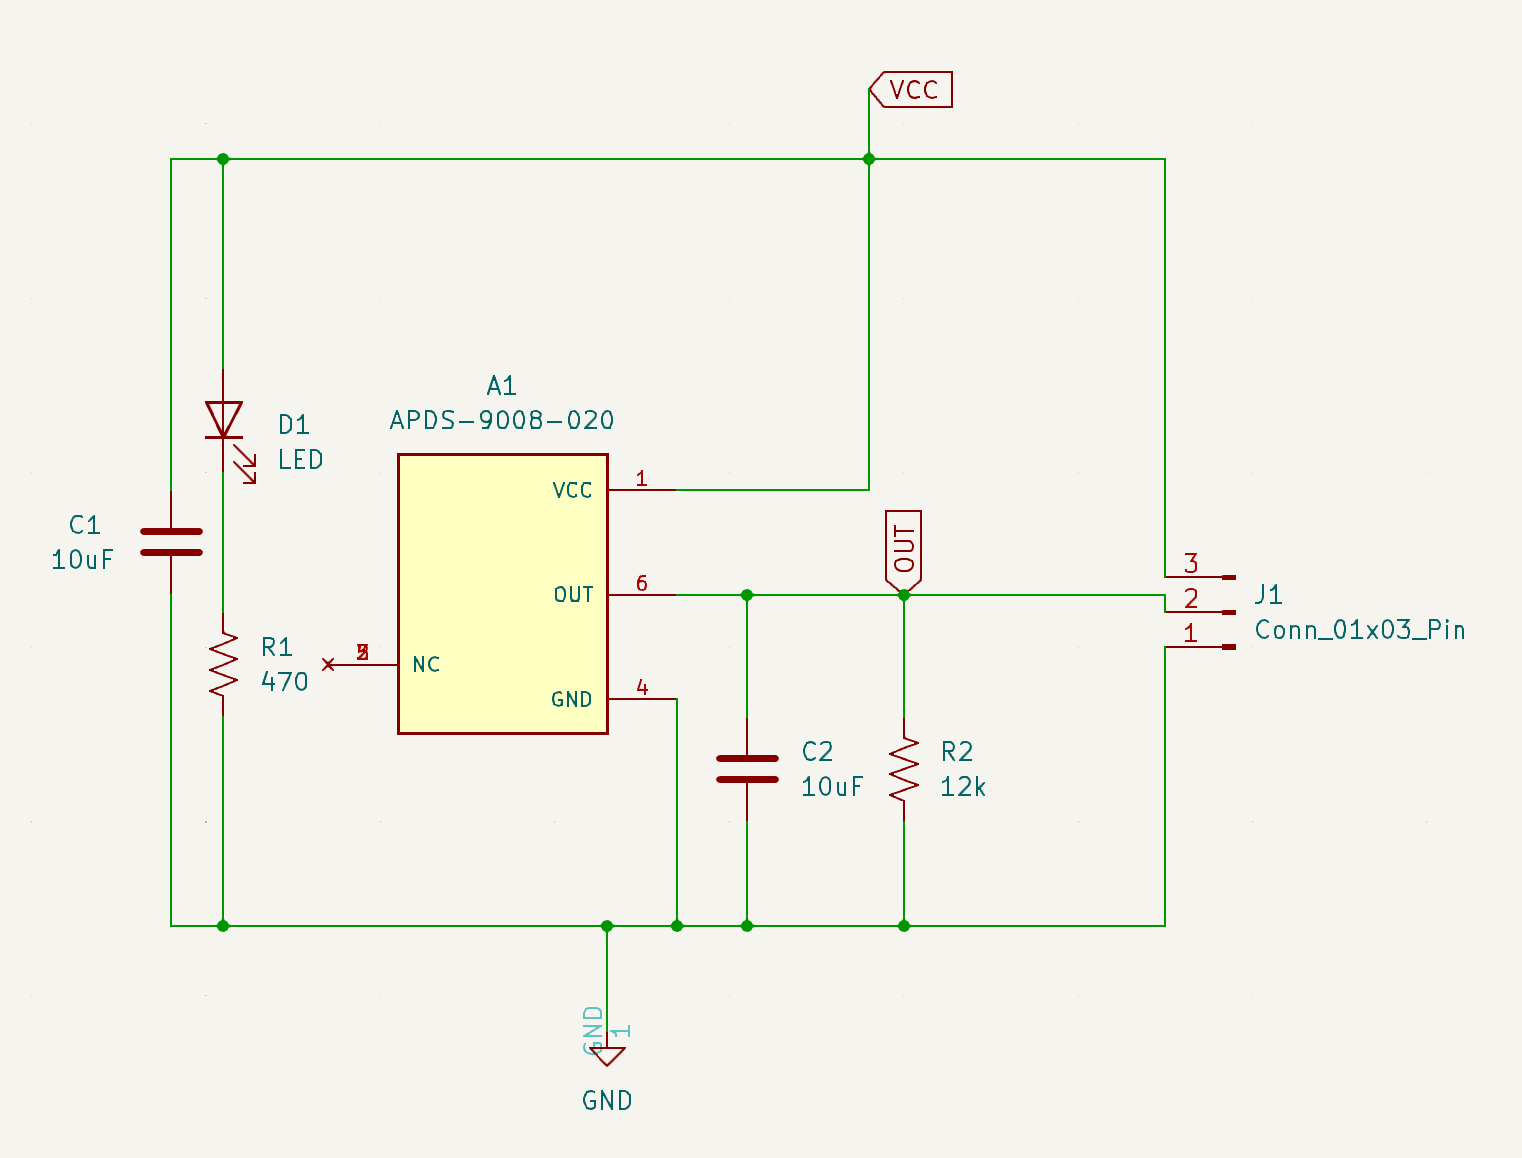 VCC
A1
APDS-9008-020
D1
LED
VCC
1
C1
10uF
OUT
6
OUT
3
2
1
J1
Conn_01x03_Pin
R1
470
NC
GND
4
C2
10uF
R2
12k
GND
1
GND